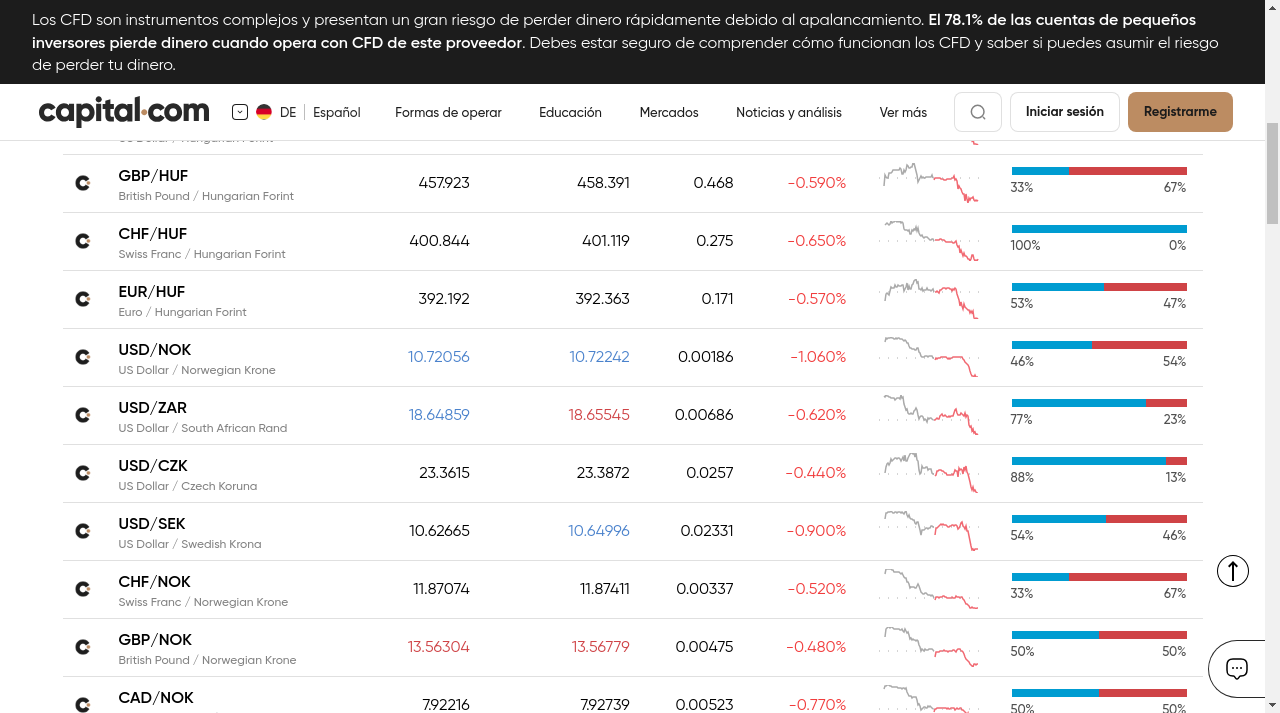 Los CFD son instrumentos complejos y presentan un gran riesgo de perder dinero rápidamente debido al apalancamiento. El 78.1% de las cuentas de pequeños
inversores pierde dinero cuando opera con CFD de este proveedor. Debes estar seguro de comprender cómo funcionan los CFD y saber si puedes asumir el riesgo
de perder tu dinero.
capital.com DE Español Formas de operar Educación Mercados Noticias y análisis Ver más Iniciar sesión Registrarme
US Dollar / Hungarian Forint
GBP/HUF 457.923 458.391 0.468 -0.590%
British Pound / Hungarian Forint 33% 67%
CHF/HUF 400.844 401.119 0.275 -0.650%
Swiss Franc / Hungarian Forint 100% 0%
EUR/HUF 392.192 392.363 0.171 -0.570%
Euro / Hungarian Forint 53% 47%
USD/NOK 10.72056 10.72242 0.00186 -1.060%
US Dollar / Norwegian Krone 46% 54%
USD/ZAR 18.64859 18.65545 0.00686 -0.620%
US Dollar / South African Rand 77% 23%
USD/CZK 23.3615 23.3872 0.0257 -0.440%
US Dollar / Czech Koruna 88% 13%
USD/SEK 10.62665 10.64996 0.02331 -0.900%
US Dollar / Swedish Krona 54% 46%
CHF/NOK 11.87074 11.87411 0.00337 -0.520%
Swiss Franc / Norwegian Krone 33% 67%
GBP/NOK 13.56304 13.56779 0.00475 -0.480%
British Pound / Norwegian Krone 50% 50%
CAD/NOK 7.92216 7.92739 0.00523 -0.770%
50% 50%